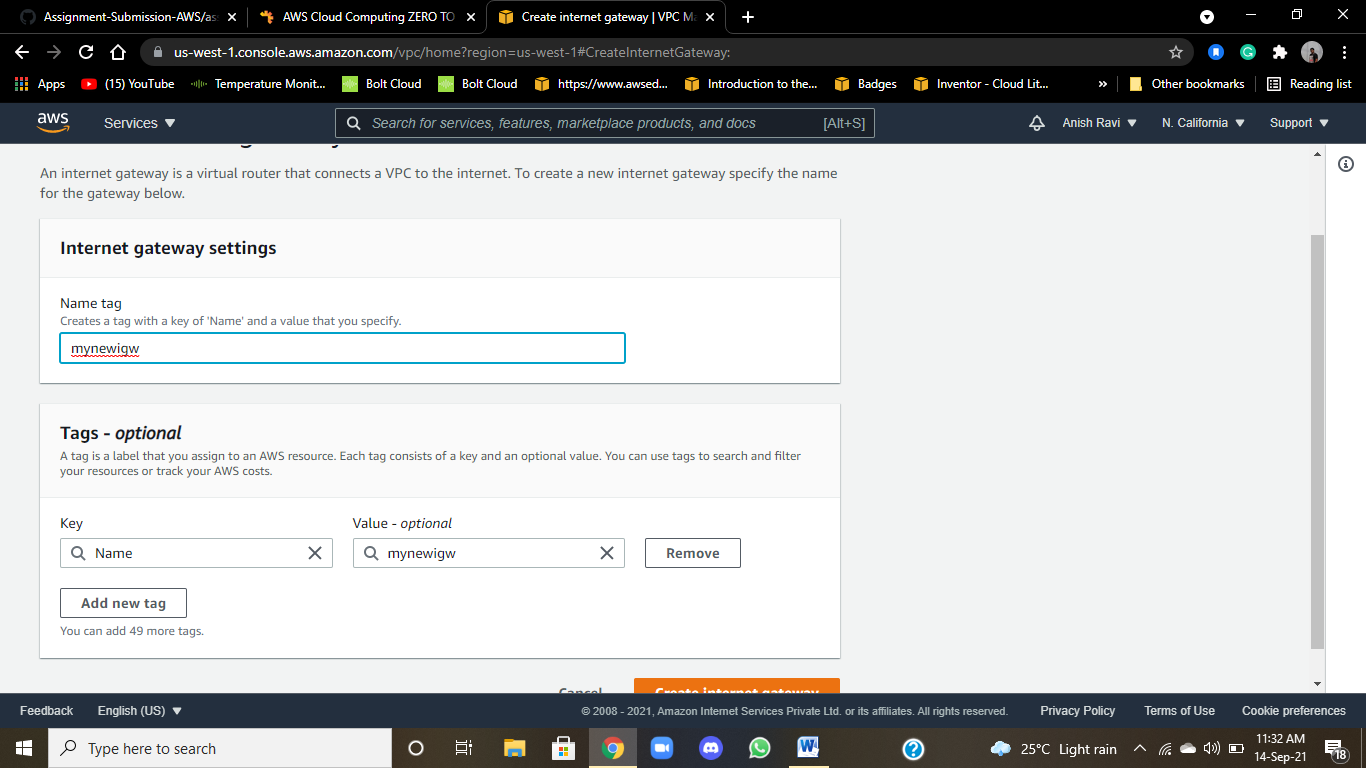 Assignment-Submission-AWS/as
AWS Cloud Computing ZERO TO
Create internet gateway | VPC Ma
us-west-1.console.aws.amazon.com/vpc/home?region=us-west-1#CreateInternetGateway:
Apps
(15) YouTube
Temperature Monit...
Bolt Cloud
Bolt Cloud
https://www.awsed...
Introduction to the...
Badges
Inventor - Cloud Lit...
»
Other bookmarks
Reading list
aws
Services
Search for services, features, marketplace products, and docs
[Alt+S]
Anish Ravi
N. California
Support
An internet gateway is a virtual router that connects a VPC to the internet. To create a new internet gateway specify the name
for the gateway below.
Internet gateway settings
Name tag
Creates a tag with a key of 'Name' and a value that you specify.
mynewigw
Tags - optional
A tag is a label that you assign to an AWS resource. Each tag consists of a key and an optional value. You can use tags to search and filter
your resources or track your AWS costs.
Key
Value - optional
Name
mynewigw
Remove
Add new tag
You can add 49 more tags.
Cancel
Create internet gateway
Feedback
English (US)
© 2008 - 2021, Amazon Internet Services Private Ltd. or its affiliates. All rights reserved.
Privacy Policy
Terms of Use
Cookie preferences
Type here to search
25°C Light rain
11:32 AM
14-Sep-21
18